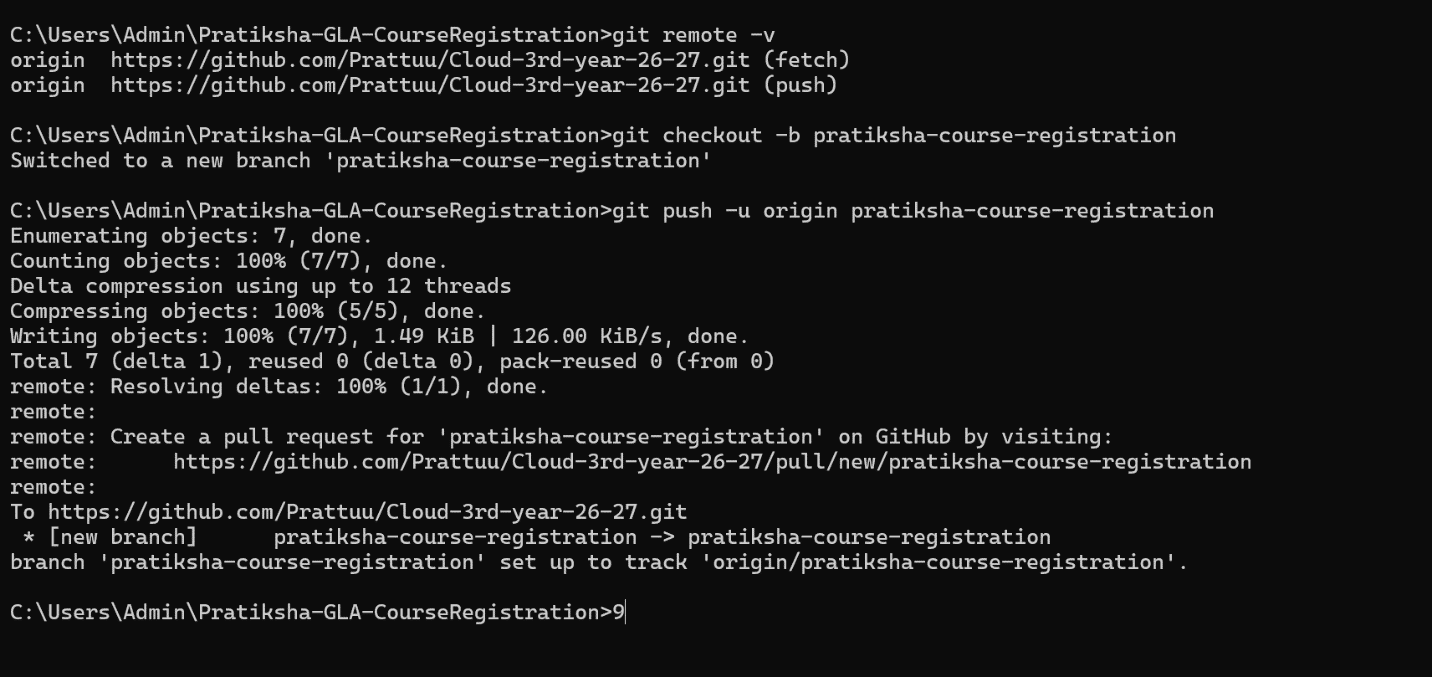 C:\Users\Admin\Pratiksha-GLA-CourseRegistration>git remote -v
origin  https://github.com/Prattuu/Cloud-3rd-year-26-27.git (fetch)
origin  https://github.com/Prattuu/Cloud-3rd-year-26-27.git (push)

C:\Users\Admin\Pratiksha-GLA-CourseRegistration>git checkout -b pratiksha-course-registration
Switched to a new branch 'pratiksha-course-registration'

C:\Users\Admin\Pratiksha-GLA-CourseRegistration>git push -u origin pratiksha-course-registration
Enumerating objects: 7, done.
Counting objects: 100% (7/7), done.
Delta compression using up to 12 threads
Compressing objects: 100% (5/5), done.
Writing objects: 100% (7/7), 1.49 KiB | 126.00 KiB/s, done.
Total 7 (delta 1), reused 0 (delta 0), pack-reused 0 (from 0)
remote: Resolving deltas: 100% (1/1), done.
remote:
remote: Create a pull request for 'pratiksha-course-registration' on GitHub by visiting:
remote:      https://github.com/Prattuu/Cloud-3rd-year-26-27/pull/new/pratiksha-course-registration
remote:
To https://github.com/Prattuu/Cloud-3rd-year-26-27.git
 * [new branch]      pratiksha-course-registration -> pratiksha-course-registration
branch 'pratiksha-course-registration' set up to track 'origin/pratiksha-course-registration'.

C:\Users\Admin\Pratiksha-GLA-CourseRegistration>9